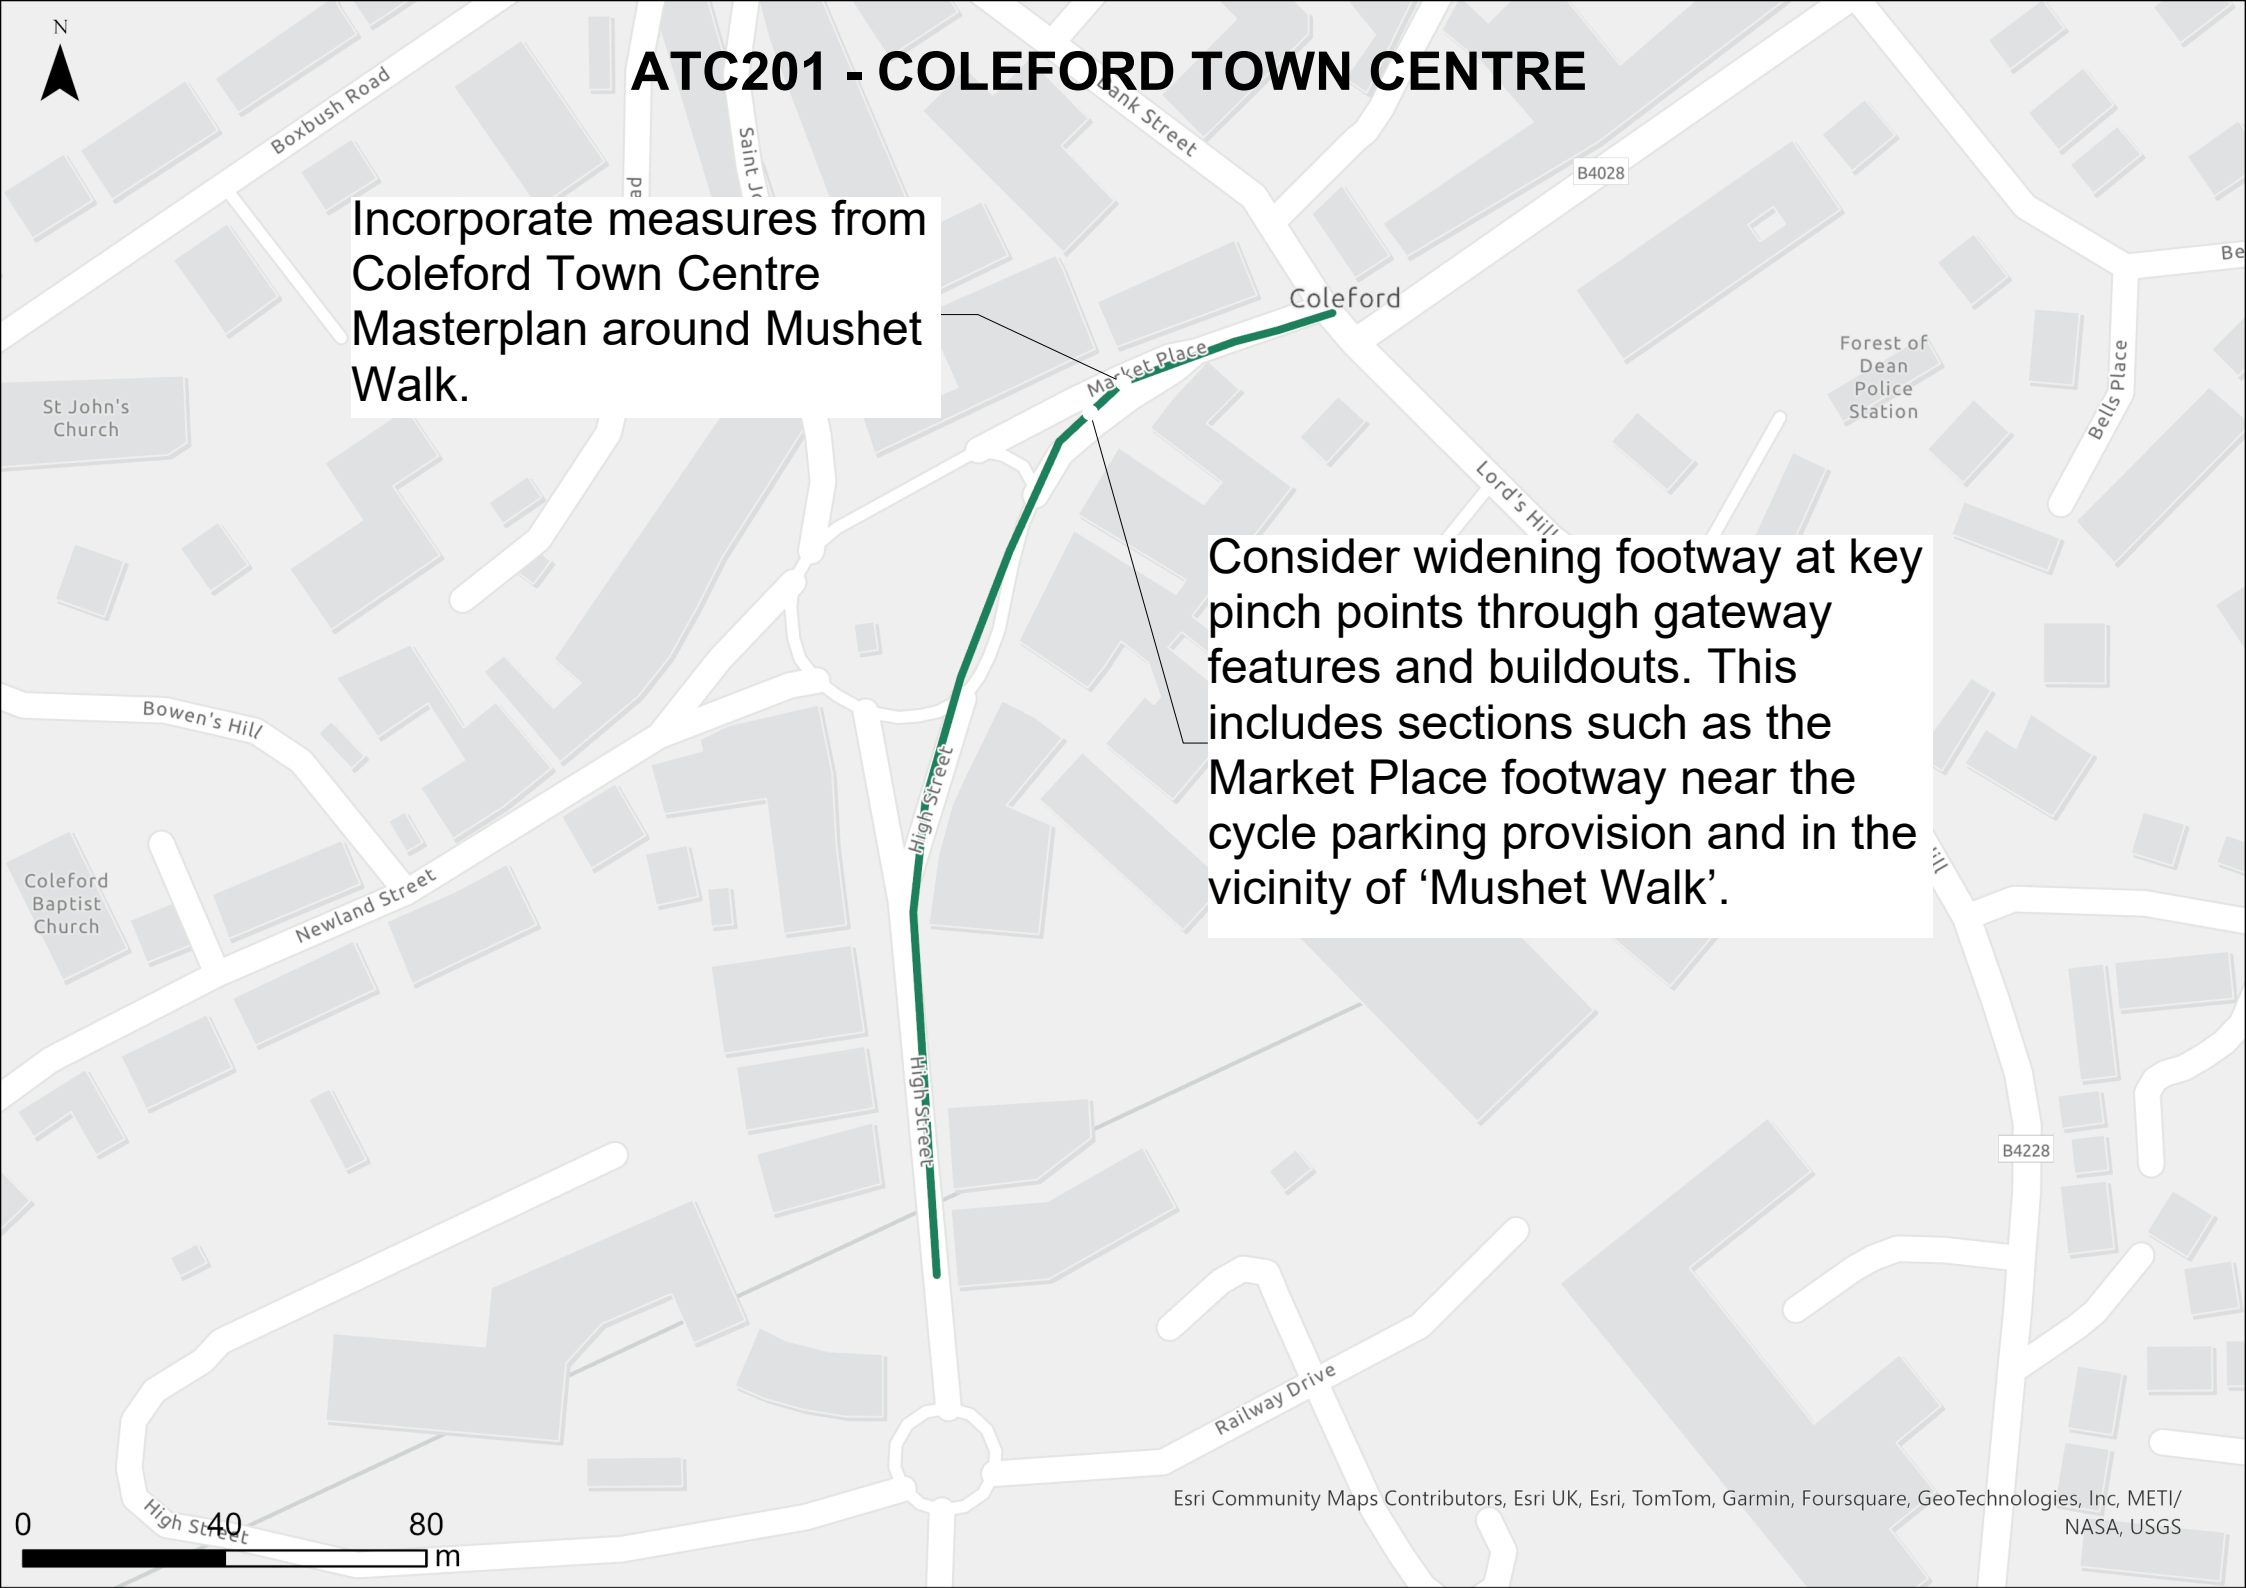 N
ATC201 - COLEFORD TOWN CENTRE
Boxbush Road
Bank Street
Saint
B4028
Incorporate measures from
Coleford Town Centre
Masterplan around Mushet
Walk.
Coleford
Market Place
Forest of
Dean
Police
Station
Bells Place
St John's
Church
Lord's Hill
Consider widening footway at key
pinch points through gateway
features and buildouts. This
includes sections such as the
Market Place footway near the
cycle parking provision and in the
vicinity of ‘Mushet Walk’.
Bowen's Hill
High Street
Coleford
Baptist
Church
Newland Street
High Street
B4228
Railway Drive
High Street
0 40 80
m
Esri Community Maps Contributors, Esri UK, Esri, TomTom, Garmin, Foursquare, GeoTechnologies, Inc, METI/
NASA, USGS